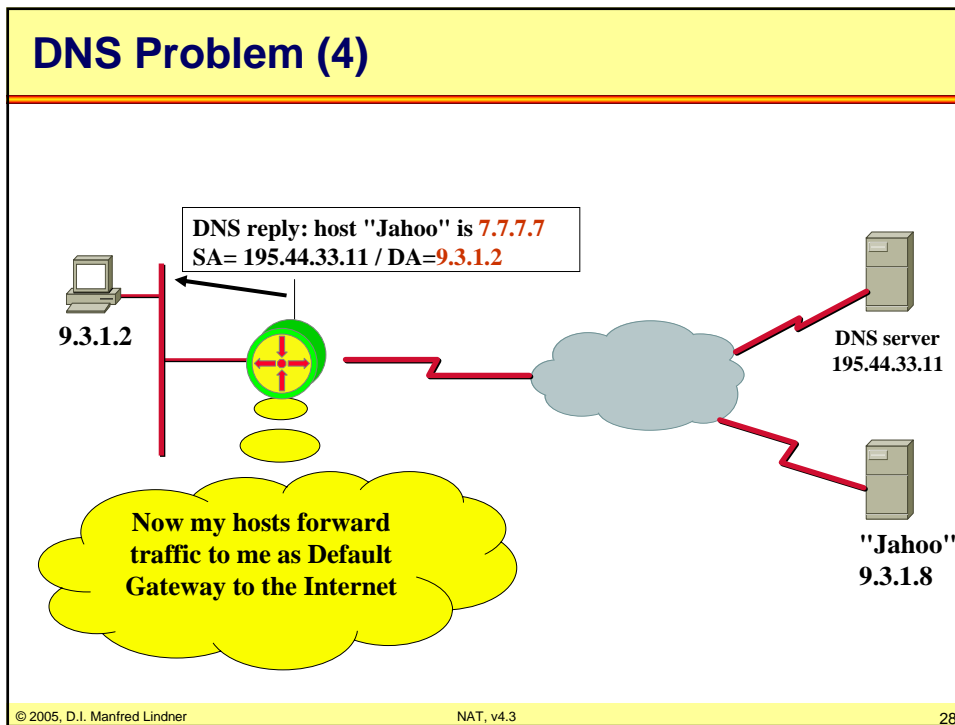 DNS Problem (4)
DNS reply: host "Jahoo" is 7.7.7.7
SA= 195.44.33.11 / DA=9.3.1.2
9.3.1.2
DNS server
195.44.33.11
Now my hosts forward
traffic to me as Default
Gateway to the Internet
"Jahoo"
9.3.1.8
© 2005, D.I. Manfred Lindner
NAT, v4.3
28